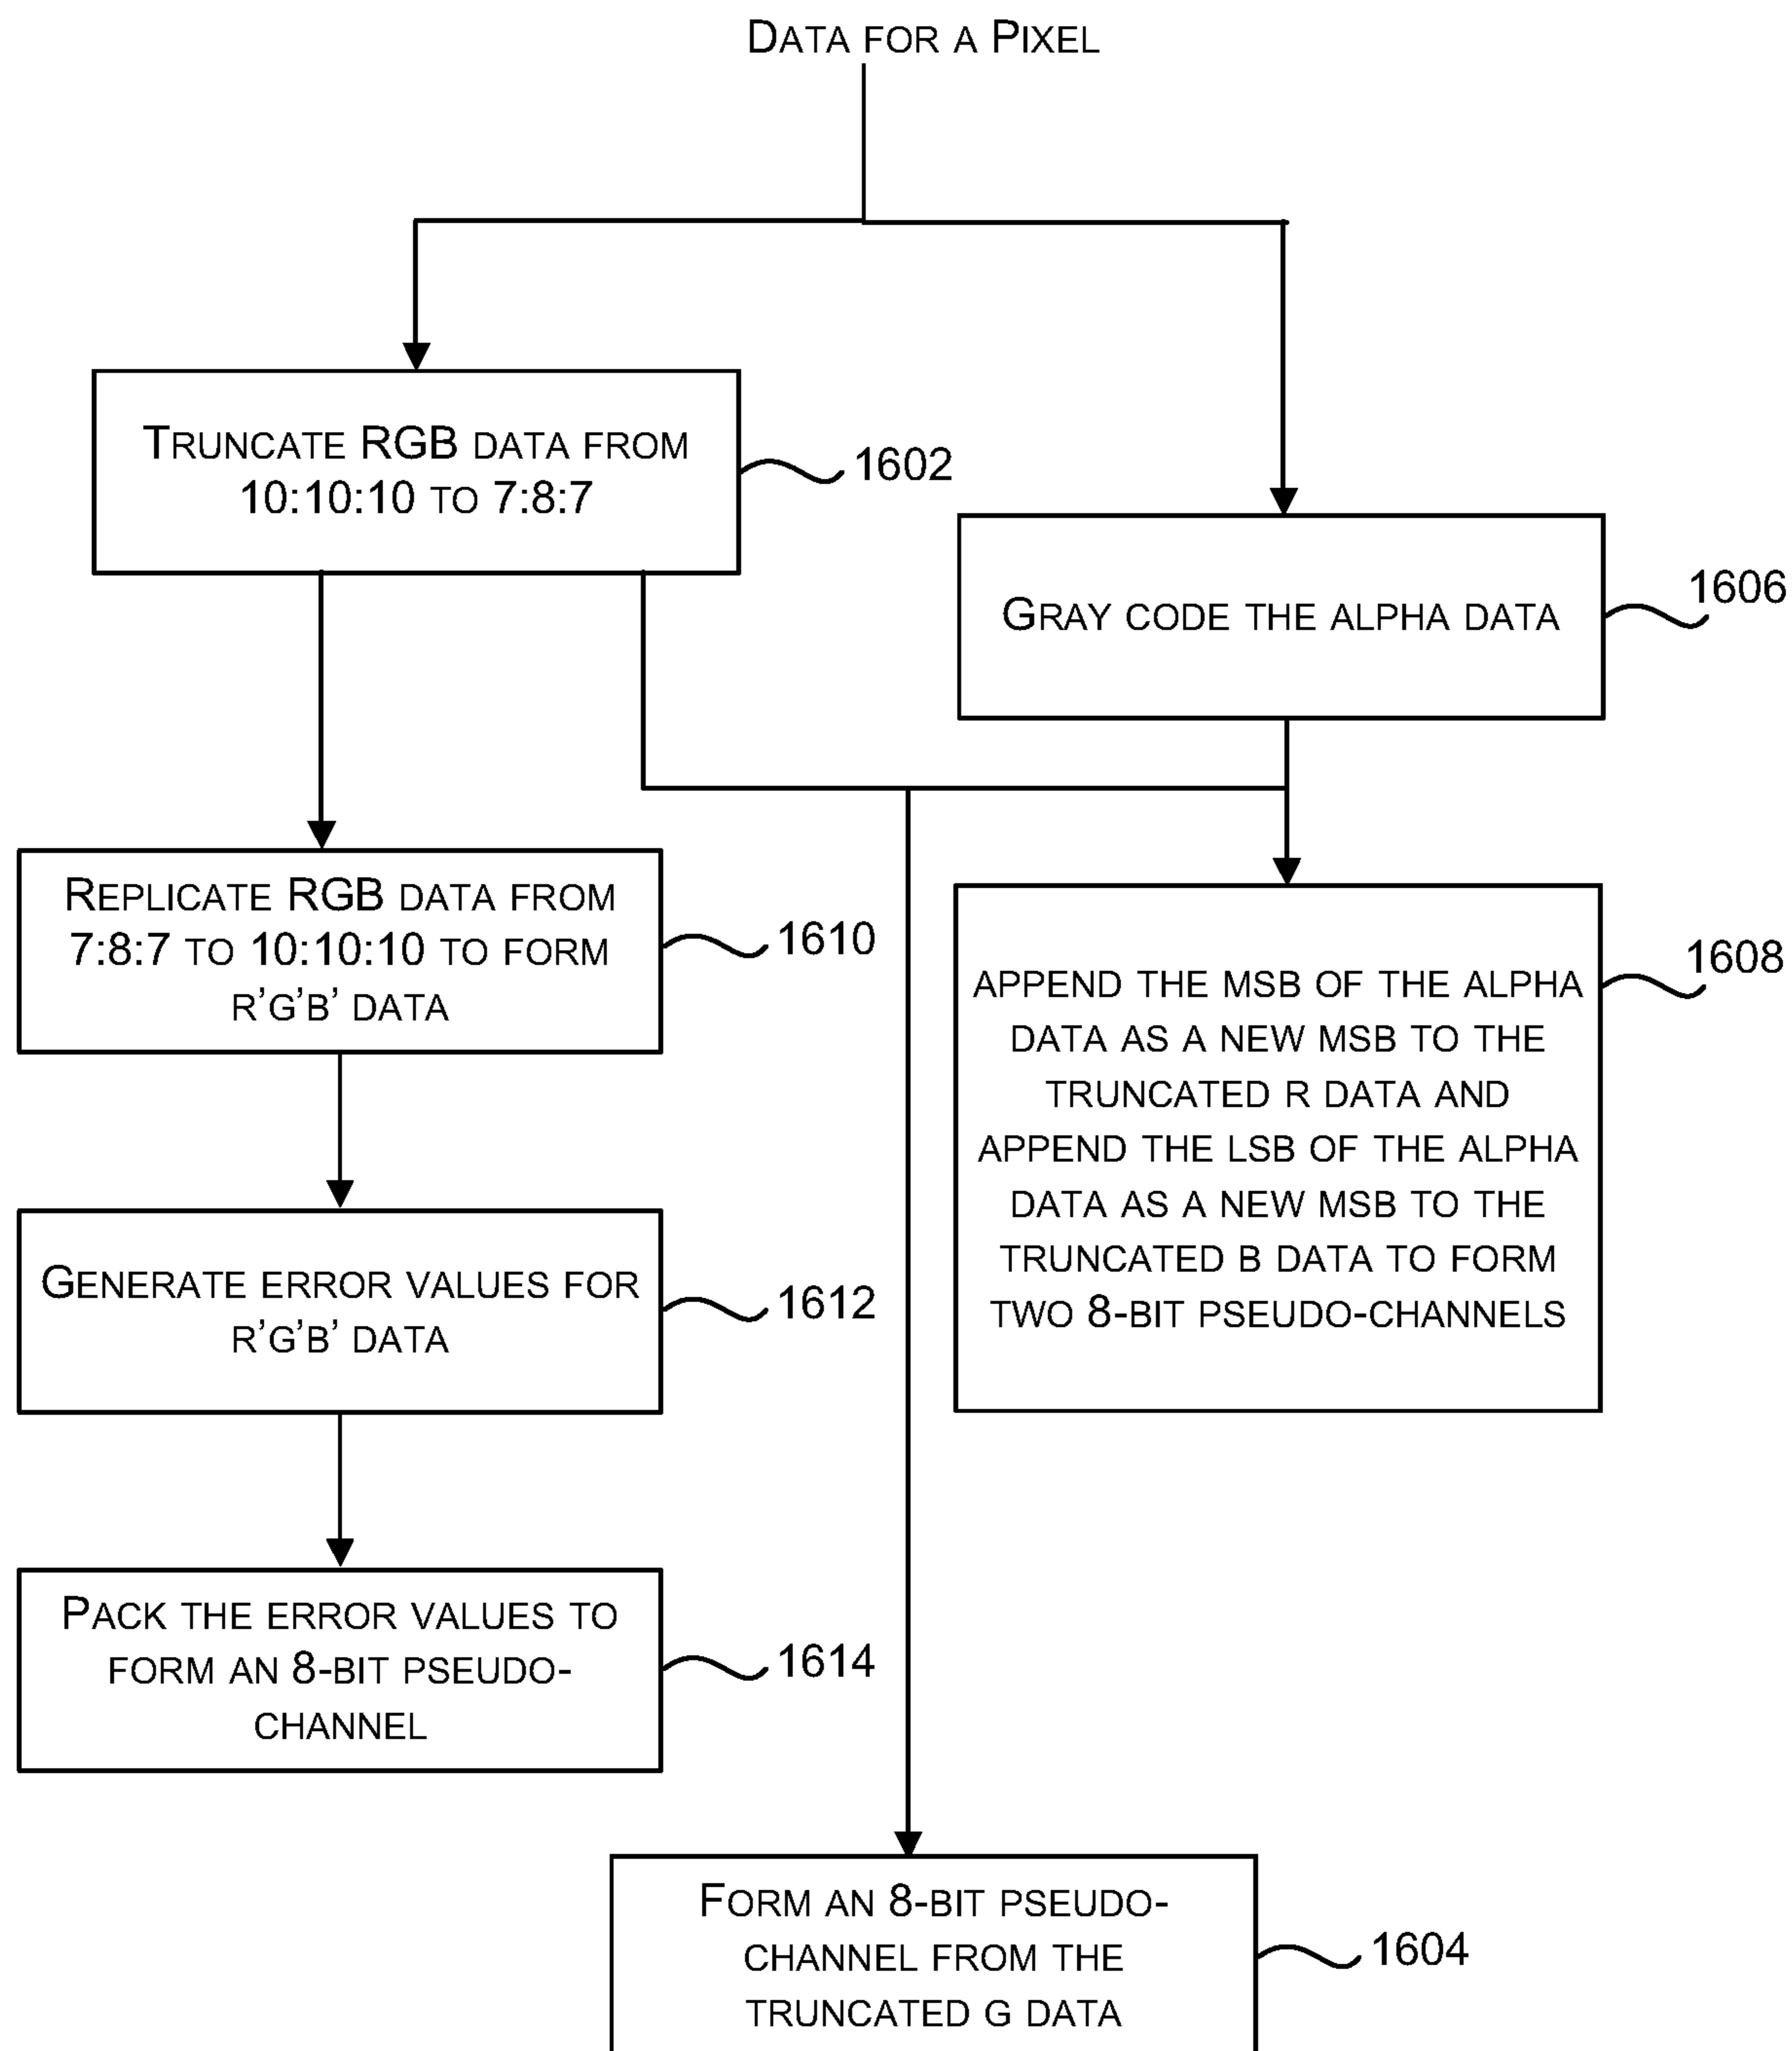 DATA FOR A PIXEL
TRUNCATE RGB DATA FROM
10:10:10 TO 7:8:7
1602
GRAY CODE THE ALPHA DATA
1606
REPLICATE RGB DATA FROM
7:8:7 TO 10:10:10 TO FORM
R'G'B' DATA
1610
APPEND THE MSB OF THE ALPHA
DATA AS A NEW MSB TO THE
TRUNCATED R DATA AND
APPEND THE LSB OF THE ALPHA
DATA AS A NEW MSB TO THE
TRUNCATED B DATA TO FORM
TWO 8-BIT PSEUDO-CHANNELS
1608
GENERATE ERROR VALUES FOR
R'G'B' DATA
1612
PACK THE ERROR VALUES TO
FORM AN 8-BIT PSEUDO-
CHANNEL
1614
FORM AN 8-BIT PSEUDO-
CHANNEL FROM THE
TRUNCATED G DATA
1604